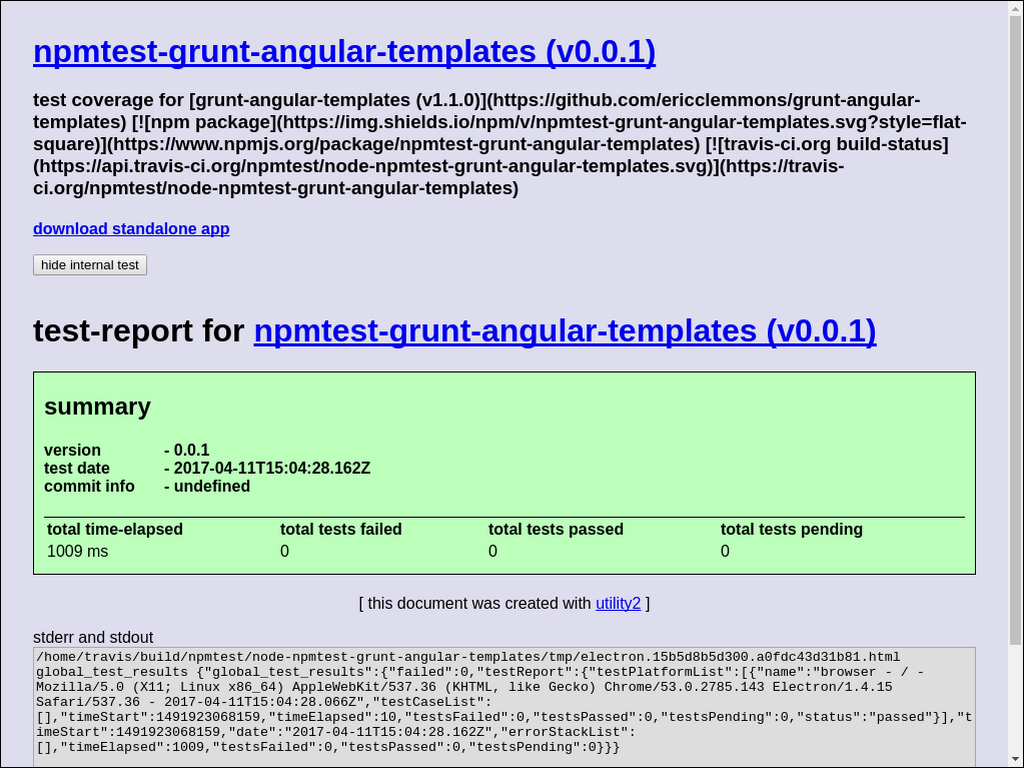 npmtest-grunt-angular-templates (v0.0.1)
test coverage for [grunt-angular-templates (v1.1.0)](https://github.com/ericclemmons/grunt-angular-
templates) [![npm package](https://img.shields.io/npm/v/npmtest-grunt-angular-templates.svg?style=flat-
square)](https://www.npmjs.org/package/npmtest-grunt-angular-templates) [![travis-ci.org build-status]
(https://api.travis-ci.org/npmtest/node-npmtest-grunt-angular-templates.svg)](https://travis-
ci.org/npmtest/node-npmtest-grunt-angular-templates)
download standalone app
hide internal test
test-report for npmtest-grunt-angular-templates (v0.0.1)
summary
version - 0.0.1
test date - 2017-04-11T15:04:28.162Z
commit info - undefined
total time-elapsed total tests failed total tests passed total tests pending
1009 ms 0 0 0
[ this document was created with utility2 ]
stderr and stdout
/home/travis/build/npmtest/node-npmtest-grunt-angular-templates/tmp/electron.15b5d8b5d300.a0fdc43d31b81.html
global_test_results {"global_test_results":{"failed":0,"testReport":{"testPlatformList":[{"name":"browser - / -
Mozilla/5.0 (X11; Linux x86_64) AppleWebKit/537.36 (KHTML, like Gecko) Chrome/53.0.2785.143 Electron/1.4.15
Safari/537.36 - 2017-04-11T15:04:28.066Z","testCaseList":
[],"timeStart":1491923068159,"timeElapsed":10,"testsFailed":0,"testsPassed":0,"testsPending":0,"status":"passed"}],"t
imeStart":1491923068159,"date":"2017-04-11T15:04:28.162Z","errorStackList":
[],"timeElapsed":1009,"testsFailed":0,"testsPassed":0,"testsPending":0}}}